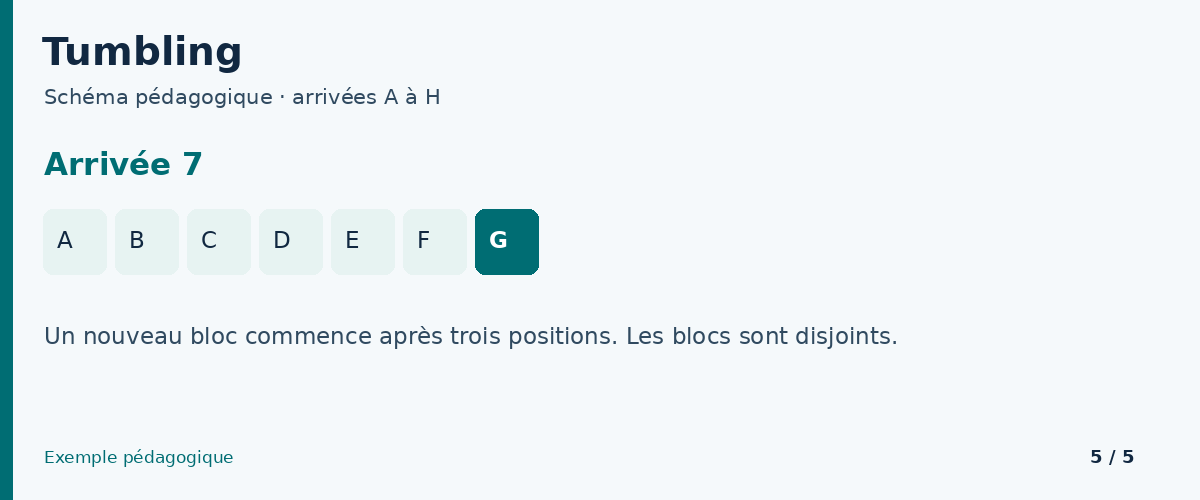 Tumbling
Schéma pédagogique · arrivées A à H
Arrivée 7
A B C D E F G
Un nouveau bloc commence après trois positions. Les blocs sont disjoints.
Exemple pédagogique
5 / 5